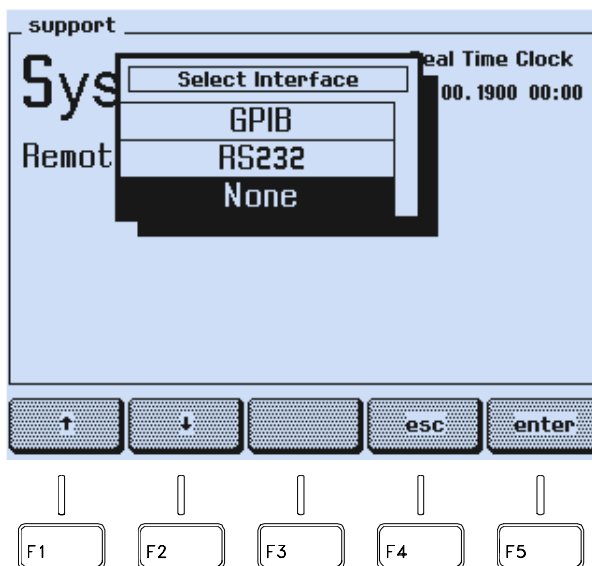 support
Real Time Clock
Sys
Select Interface
00.1900 00:00
GPIB
Remot
RS232
None
↑ ↓ esc enter
F1 F2 F3 F4 F5